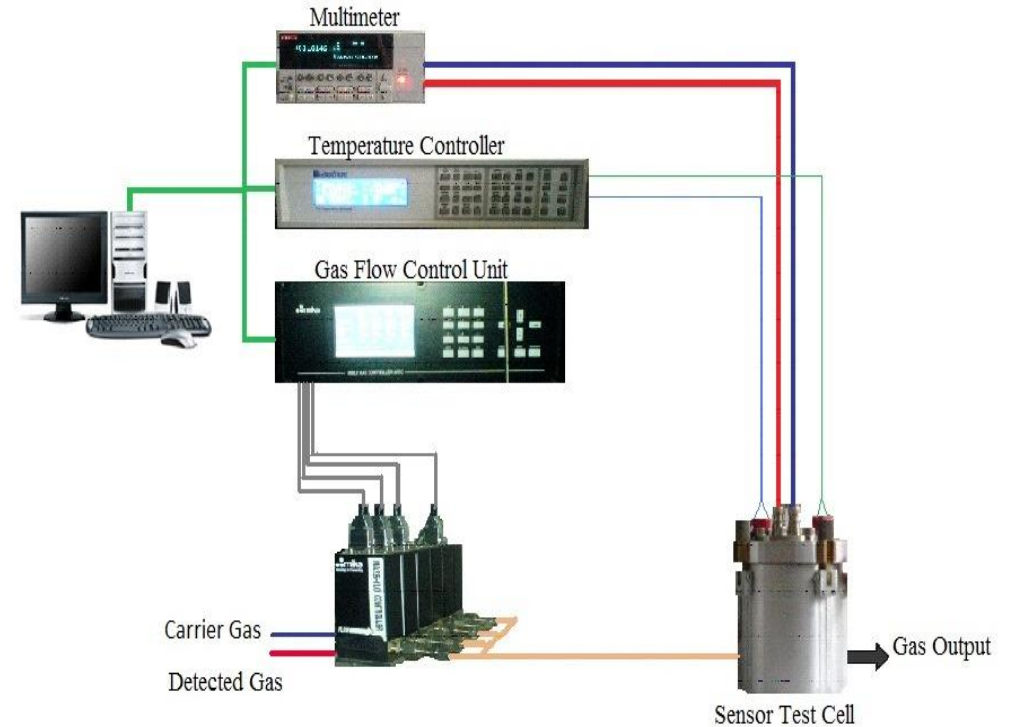 Multimeter
Temperature Controller
Gas Flow Control Unit
Carrier Gas
Detected Gas
Gas Output
Sensor Test Cell